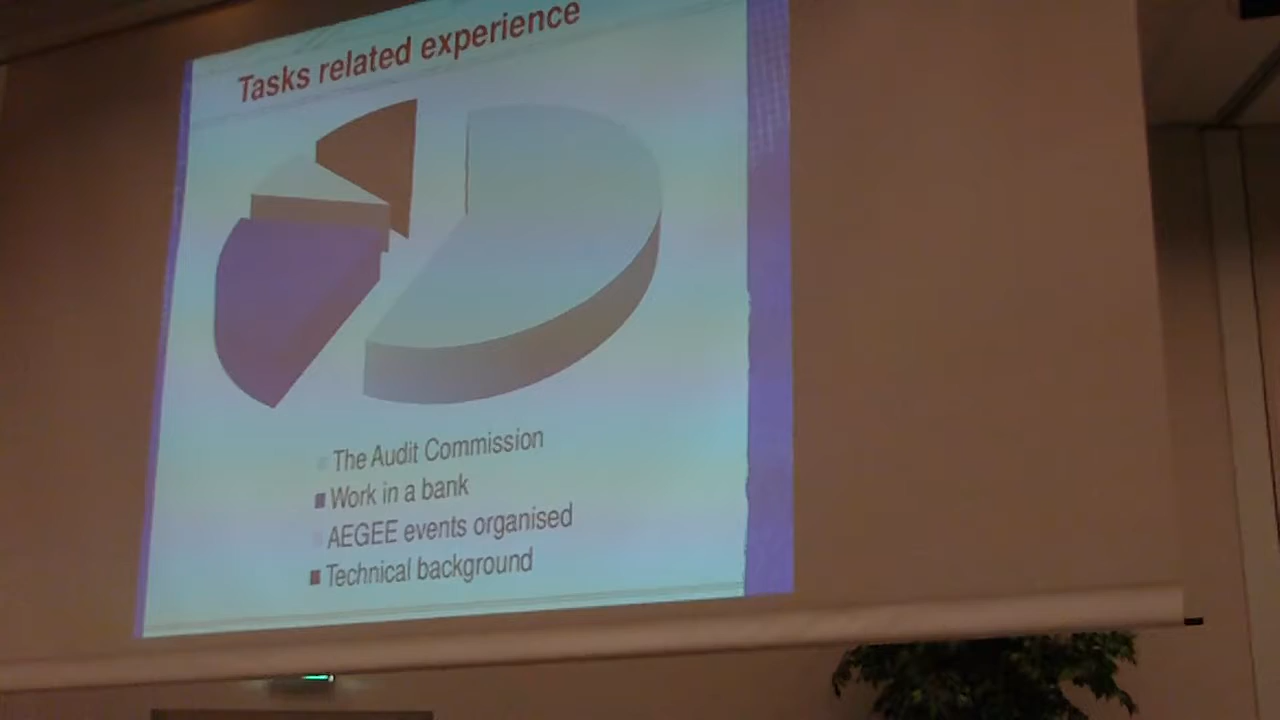 Tasks related experience
The Audit Commission
Work in a bank
AEGEE events organised
Technical background